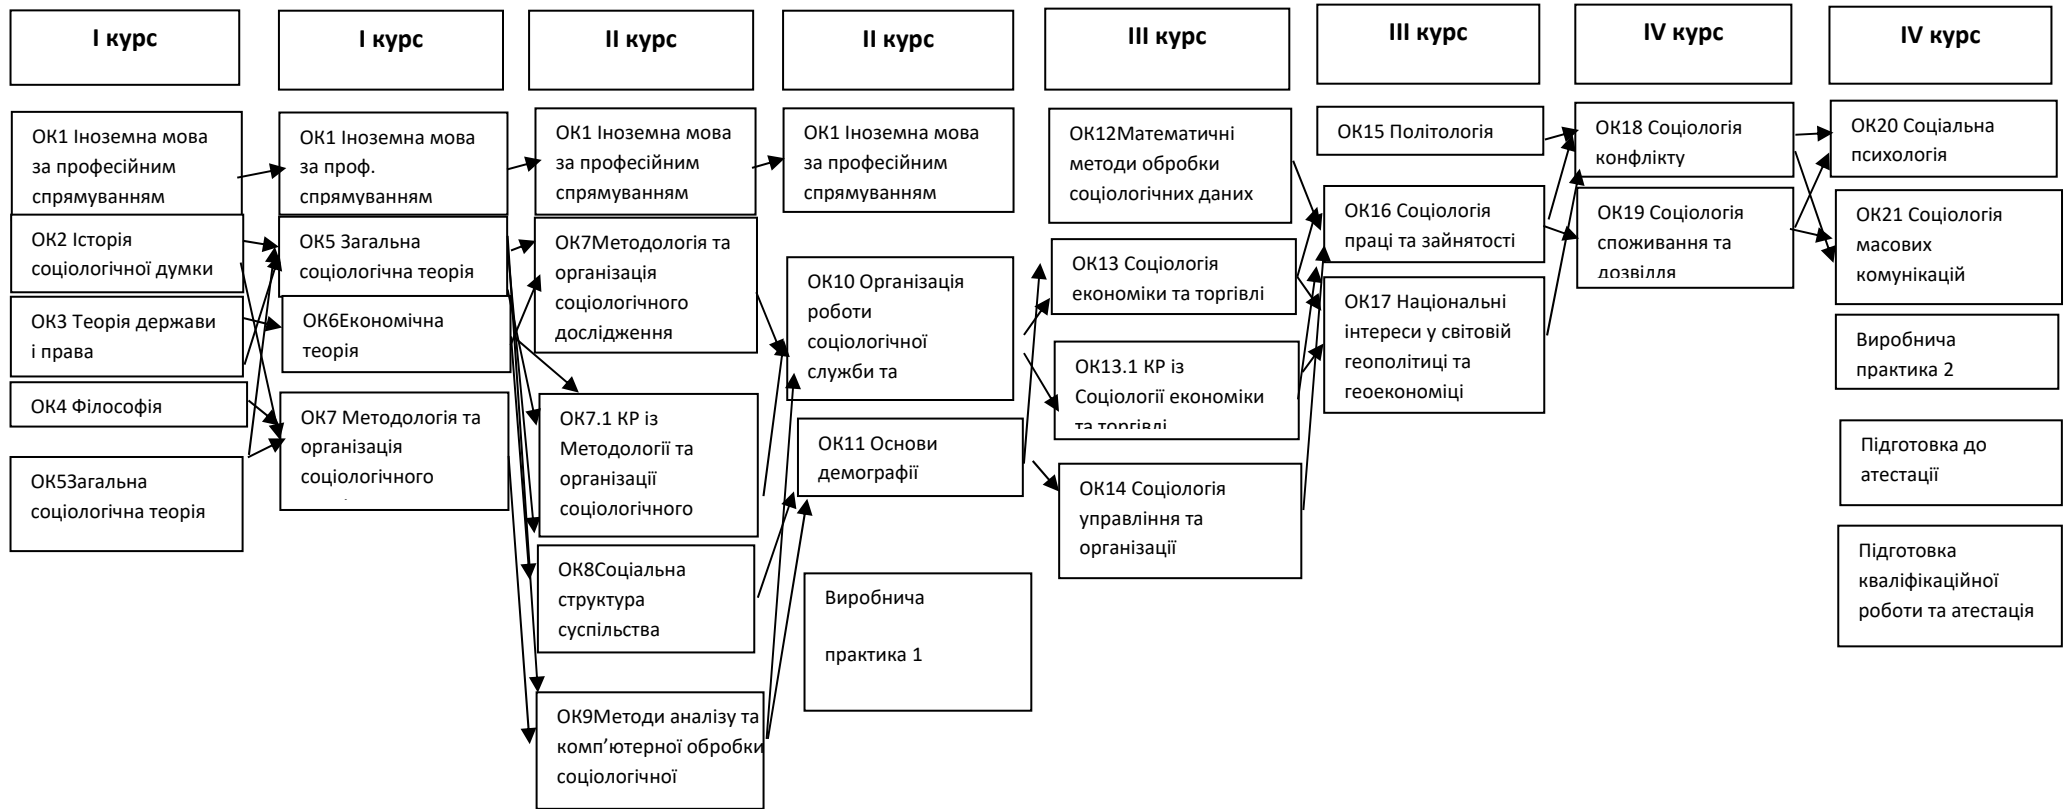 І курс
І курс
ІІ курс
ІІ курс
ІІІ курс
ІІІ курс
ІV курс
ІV курс
ОК1 Іноземна мова
за професійним
спрямуванням
ОК2 Історія
соціологічної думки
ОК3 Теорія держави
і права
ОК4 Філософія
ОК5Загальна
соціологічна теорія
ОК1 Іноземна мова
за проф.
спрямуванням
ОК5 Загальна
соціологічна теорія
ОК6Економічна
теорія
ОК7 Методологія та
організація
соціологічного
ОК1 Іноземна мова
за професійним
спрямуванням
ОК7Методологія та
організація
соціологічного
дослідження
ОК7.1 КР із
Методології та
організації
соціологічного
ОК8Соціальна
структура
суспільства
ОК9Методи аналізу та
комп’ютерної обробки
соціологічної
ОК1 Іноземна мова
за професійним
спрямуванням
ОК10 Організація
роботи
соціологічної
служби та
ОК11 Основи
демографії
Виробнича
практика 1
ОК12Математичні
методи обробки
соціологічних даних
ОК13 Соціологія
економіки та торгівлі
ОК13.1 КР із
Соціології економіки
та торгівлі
ОК14 Соціологія
управління та
організації
ОК15 Політологія
ОК16 Соціологія
праці та зайнятості
ОК17 Національні
інтереси у світовій
геополітиці та
геоекономіці
ОК18 Соціологія
конфлікту
ОК19 Соціологія
споживання та
дозвілля
ОК20 Соціальна
психологія
ОК21 Соціологія
масових
комунікацій
Виробнича
практика 2
Підготовка до
атестації
Підготовка
кваліфікаційної
роботи та атестація